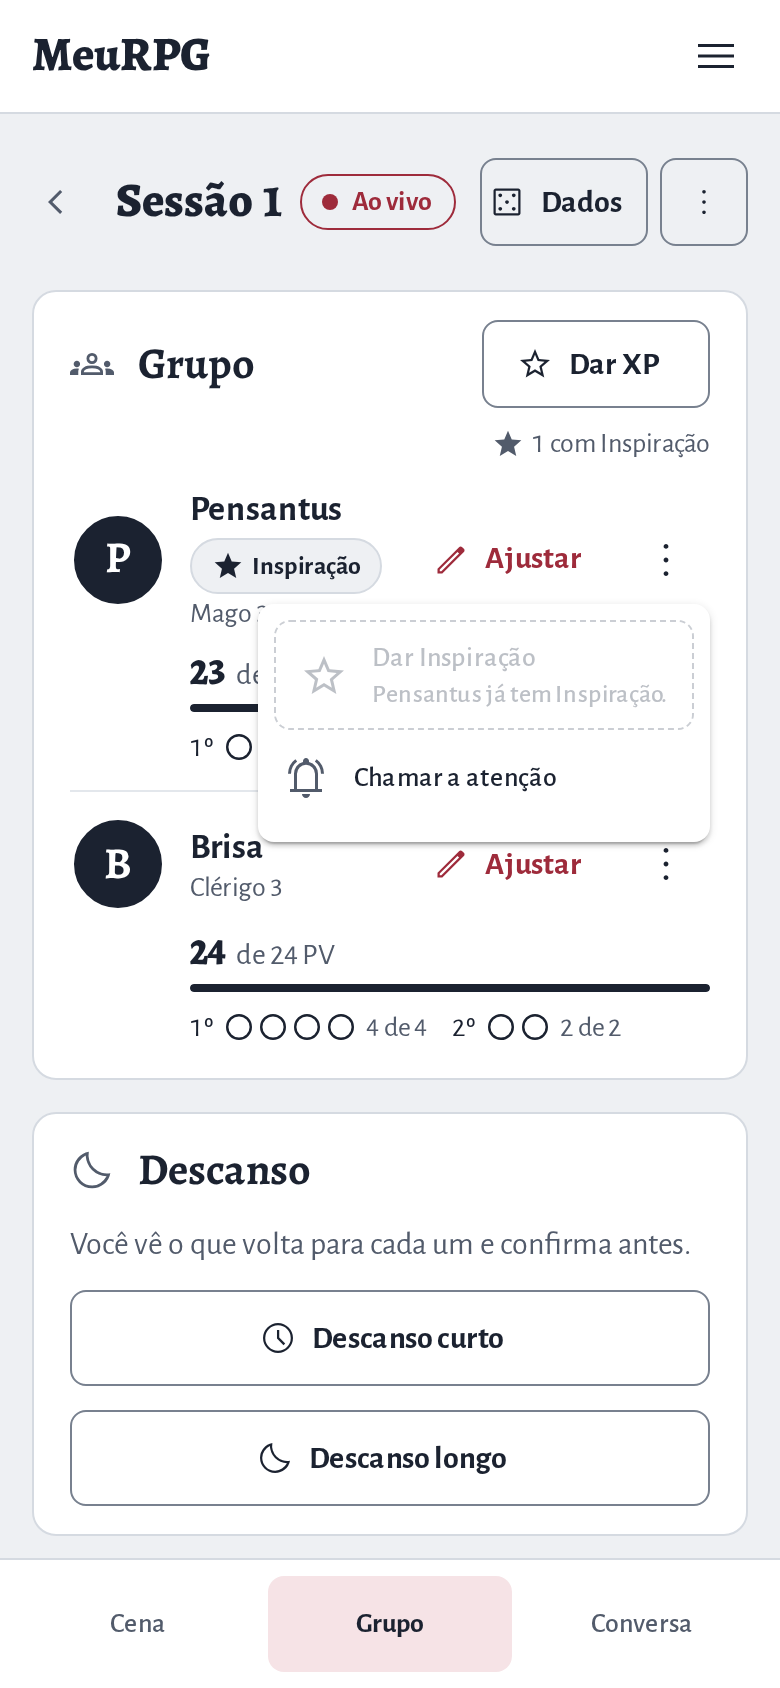 MeuRPG
Sessão 1
Ao vivo
Dados
Grupo
Dar XP
1 com Inspiração
P
Pensantus
Inspiração
Ajustar
Mago
23 de
1º
Dar Inspiração
Pensantus já tem Inspiração.
Chamar a atenção
B
Brisa
Clérigo 3
Ajustar
24 de 24 PV
1º 4 de 4 2º 2 de 2
Descanso
Você vê o que volta para cada um e confirma antes.
Descanso curto
Descanso longo
Cena
Grupo
Conversa